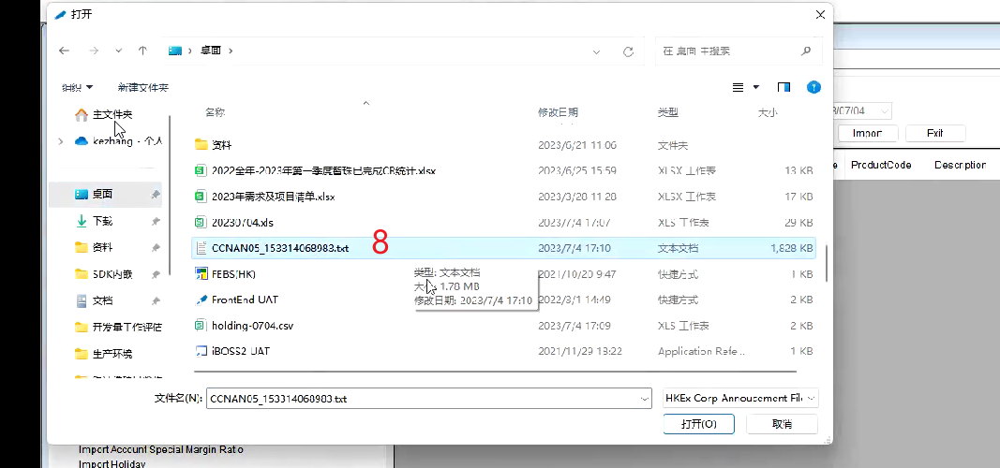 打开
桌面
在 桌面 中搜索
组织
新建文件夹
主文件夹
kezhang - 个人
桌面
下载
资料
SDK内嵌
文档
开发量工作评估
生产环境
名称 修改日期 类型 大小
资料 2023/6/21 11:06 文件夹
2022全年-2023年第一季度暂珠已完成CR统计.xlsx 2023/6/25 15:59 XLSX 工作表 13 KB
2023年需求及项目清单.xlsx 2023/3/28 11:28 XLSX 工作表 17 KB
20230704.xls 2023/7/4 17:07 XLS 工作表 29 KB
CCNAN05_153314068983.txt 8 2023/7/4 17:10 文本文档 1,828 KB
FEBS(HK) 2021/10/20 9:47 快捷方式 1 KB
FrontEnd UAT 2022/3/1 14:49 快捷方式 2 KB
holding-0704.csv 2023/7/4 17:09 XLS 工作表 2 KB
iBOSS2 UAT 2021/11/29 18:22 Application Refe... 1 KB
类型: 文本文档
大小: 1.78 MB
修改日期: 2023/7/4 17:10
文件名(N): CCNAN05_153314068983.txt HKEx Corp Annoucement File
打开(O) 取消
3/07/04
Import Exit
e ProductCode Description
Import Account Special Margin Ratio
Import Holiday